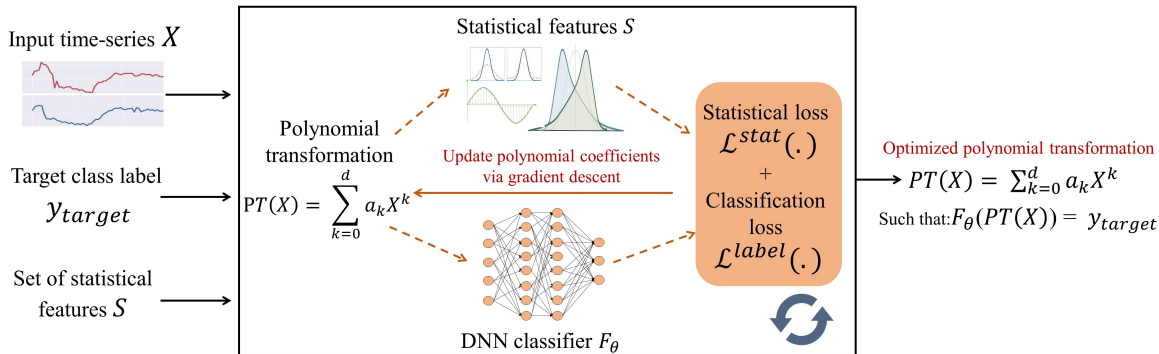 Input time-series X
Target class label
y_target
Set of statistical
features S
Statistical features S
Polynomial
transformation
PT(X) = ∑_{k=0}^{d} a_k X^k
Update polynomial coefficients
via gradient descent
DNN classifier F_θ
Statistical loss
ℒ^{stat}(.)
+
Classification
loss
ℒ^{label}(.)
Optimized polynomial transformation
PT(X) = ∑_{k=0}^{d} a_k X^k
Such that:F_θ(PT(X)) = y_target